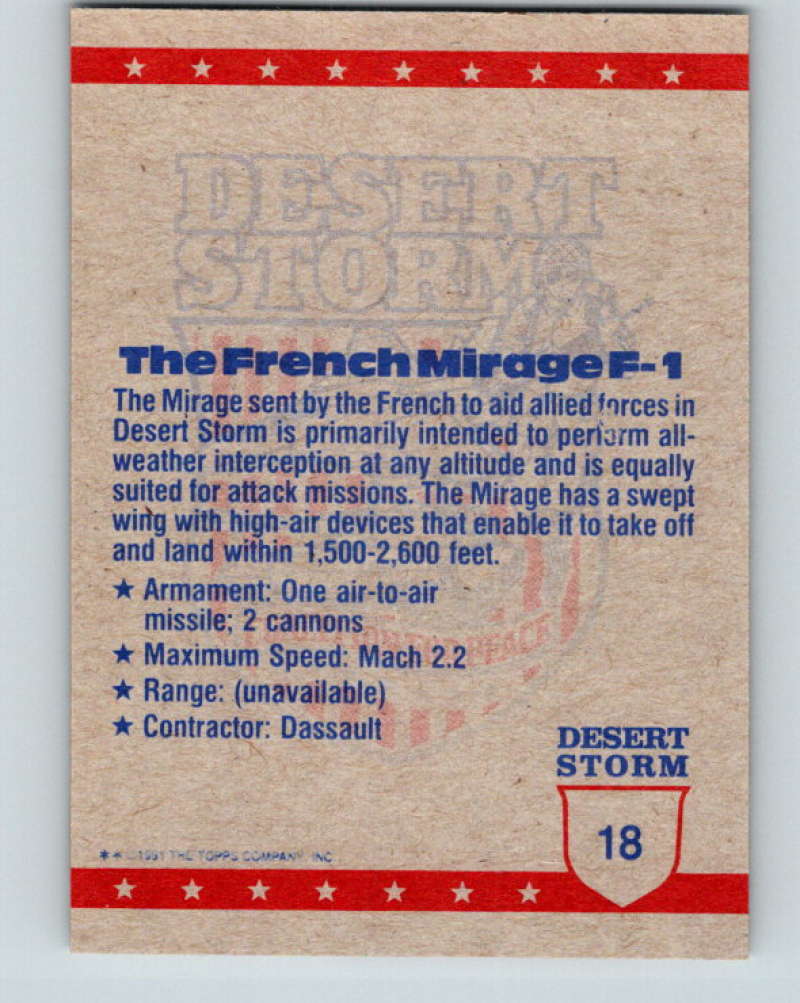 DESERT
STORM
The French Mirage F-1
The Mirage sent by the French to aid allied forces in
Desert Storm is primarily intended to perform all-
weather interception at any altitude and is equally
suited for attack missions. The Mirage has a swept
wing with high-air devices that enable it to take off
and land within 1,500-2,600 feet.
★ Armament: One air-to-air
missile; 2 cannons
★ Maximum Speed: Mach 2.2
★ Range: (unavailable)
★ Contractor: Dassault
DESERT
STORM
18
✱ ✱ ©1991 THE TOPPS COMPANY, INC.